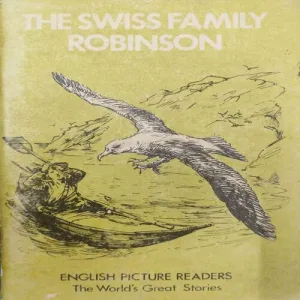 THE SWISS FAMILY
ROBINSON
ENGLISH PICTURE READERS
The World's Great Stories